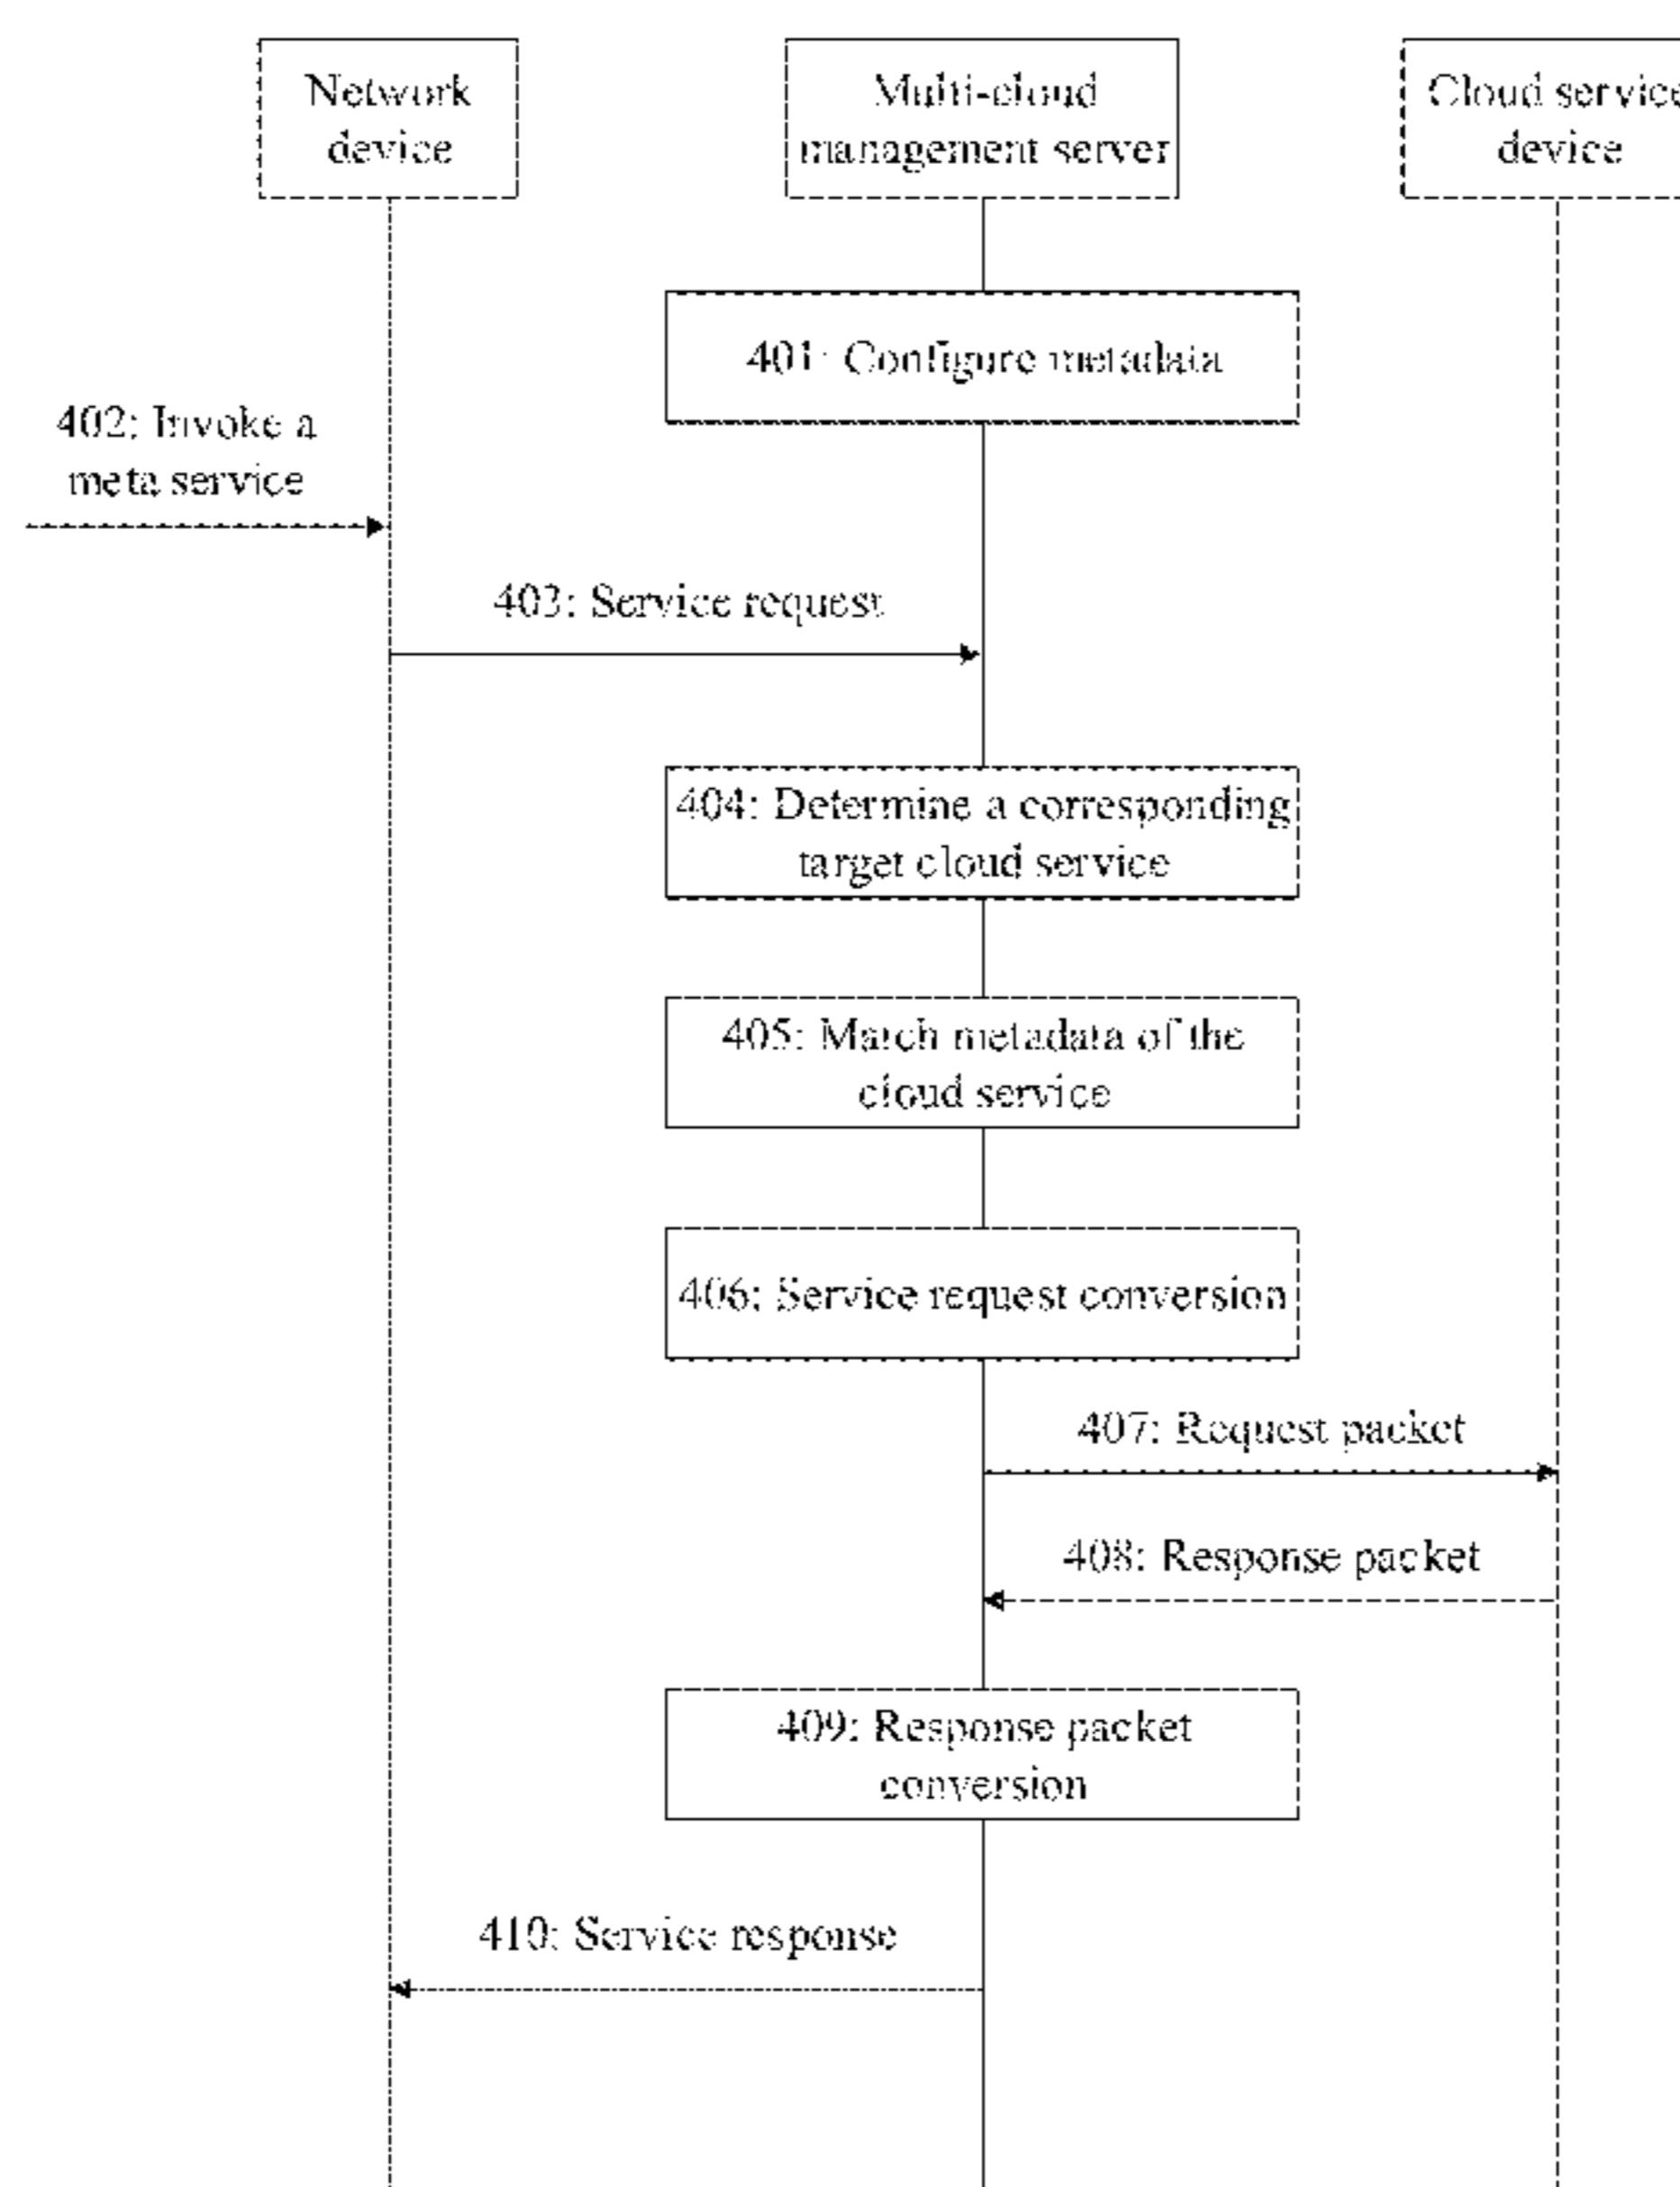 Network
device
Multi-cloud
management server
Cloud service
device
401: Configure metadata
402: Invoke a
meta service
403: Service request
404: Determine a corresponding
target cloud service
405: Match metadata of the
cloud service
406: Service request conversion
407: Request packet
408: Response packet
409: Response packet
conversion
410: Service response